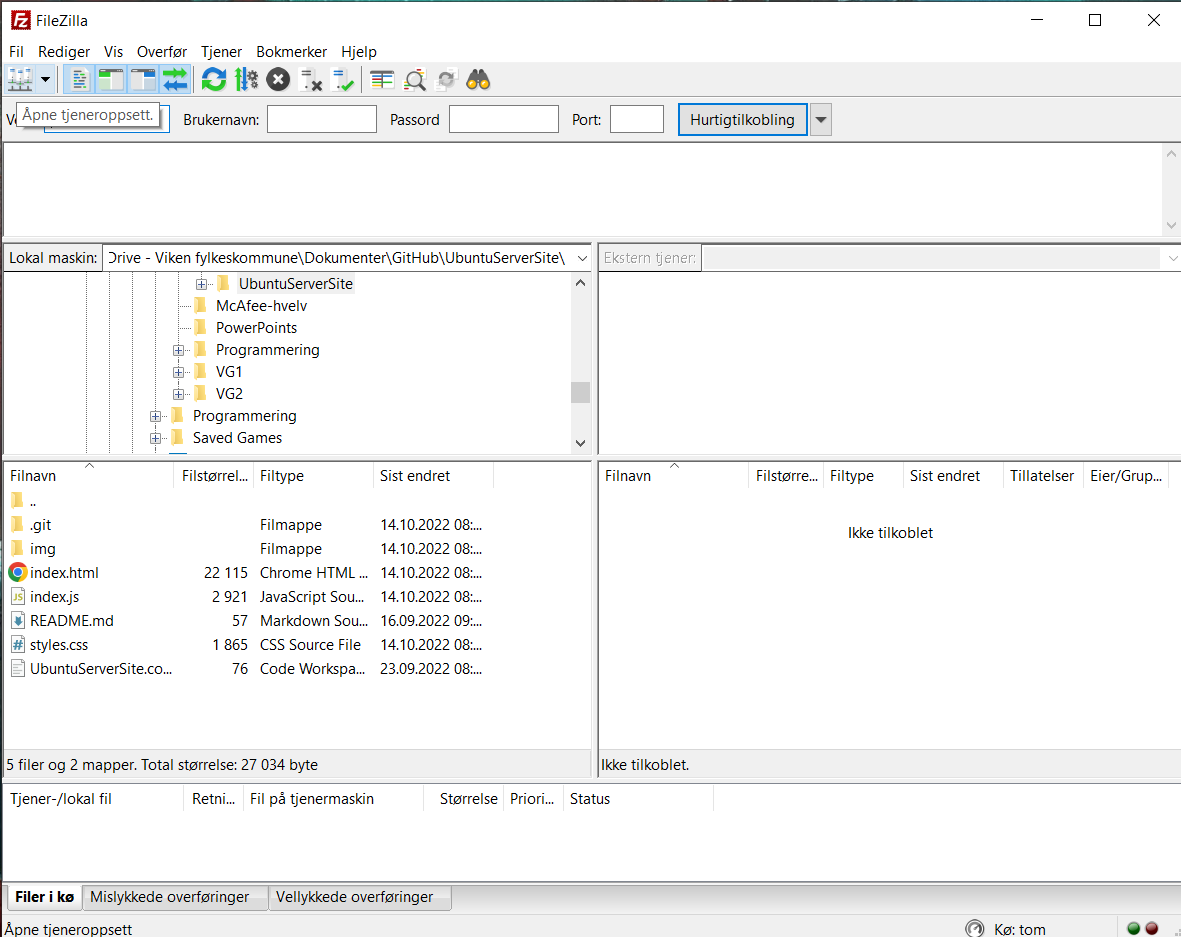 FileZilla
Fil Rediger Vis Overfør Tjener Bokmerker Hjelp
Åpne tjeneroppsett.
Brukernavn: Passord Port: Hurtigtilkobling
Lokal maskin: Drive - Viken fylkeskommune\Dokumenter\GitHub\UbuntuServerSite\
Ekstern tjener:
UbuntuServerSite
McAfee-hvelv
PowerPoints
Programmering
VG1
VG2
Programmering
Saved Games
Filnavn Filstørrel... Filtype Sist endret
..
.git Filmappe 14.10.2022 08:...
img Filmappe 14.10.2022 08:...
index.html 22 115 Chrome HTML ... 14.10.2022 08:...
index.js 2 921 JavaScript Sou... 14.10.2022 08:...
README.md 57 Markdown Sou... 16.09.2022 09:...
styles.css 1 865 CSS Source File 14.10.2022 08:...
UbuntuServerSite.co... 76 Code Workspa... 23.09.2022 08:...
5 filer og 2 mapper. Total størrelse: 27 034 byte
Filnavn Filstørre... Filtype Sist endret Tillatelser Eier/Grup...
Ikke tilkoblet
Ikke tilkoblet.
Tjener-/lokal fil Retni... Fil på tjenermaskin Størrelse Priori... Status
Filer i kø Mislykkede overføringer Vellykkede overføringer
Åpne tjeneroppsett Kø: tom